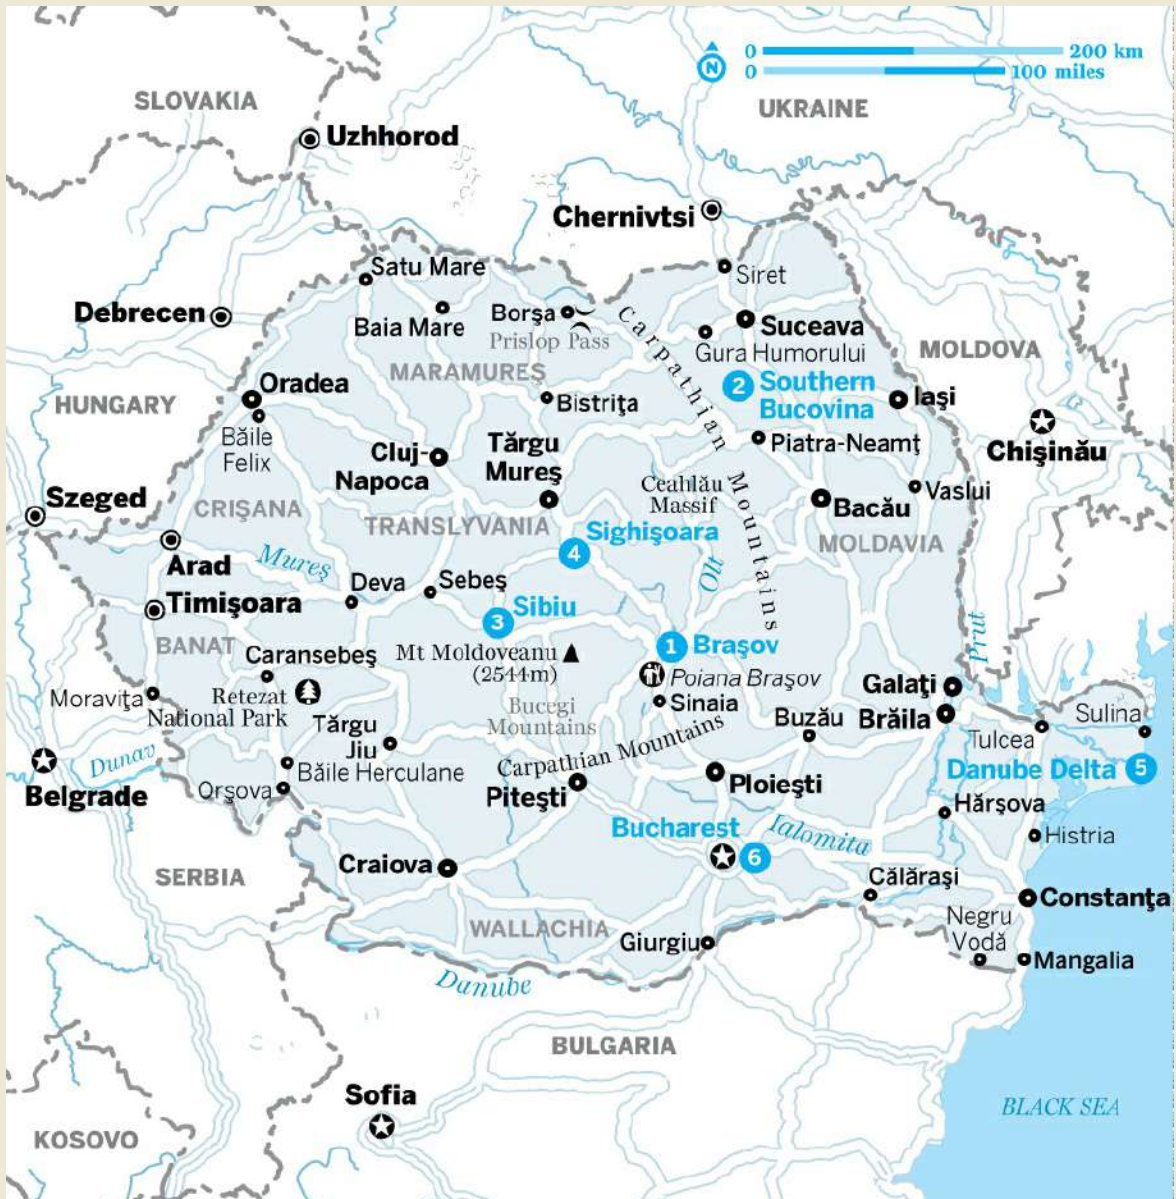 0 200 km
N
0 100 miles
SLOVAKIA
UKRAINE
Uzhhorod
Chernivtsi
Satu Mare
Siret
Debrecen
Baia Mare
Borşa
Prislop Pass
Suceava
Gura Humorului
MOLDOVA
MARAMUREŞ
Carpathian Mountains
2 Southern
Bucovina
Oradea
HUNGARY
Iaşi
Bistriţa
Băile
Felix
Cluj-
Napoca
Tărgu
Mureş
Piatra-Neamţ
Chişinău
Szeged
CRIŞANA
Ceahlău
Massif
Vaslui
Bacău
TRANSLYVANIA
Sighişoara
4
MOLDAVIA
Arad
Mureş
Deva
Sebeş
Olt
Timişoara
3 Sibiu
Prut
BANAT
Caransebeş
Mt Moldoveanu
(2544m)
1 Braşov
Poiana Braşov
Moraviţa
Retezat
National Park
Galaţi
Sinaia
Bucegi
Mountains
Tărgu
Jiu
Buzău
Brăila
Sulina
Tulcea
Dunav
Băile Herculane
Carpathian Mountains
Danube Delta 5
Belgrade
Orşova
Piteşti
Ploieşti
Hărşova
Bucharest
6
Ialomita
Histria
Craiova
SERBIA
Călăraşi
Constanţa
WALLACHIA
Giurgiu
Negru
Vodă
Mangalia
Danube
BULGARIA
Sofia
BLACK SEA
KOSOVO